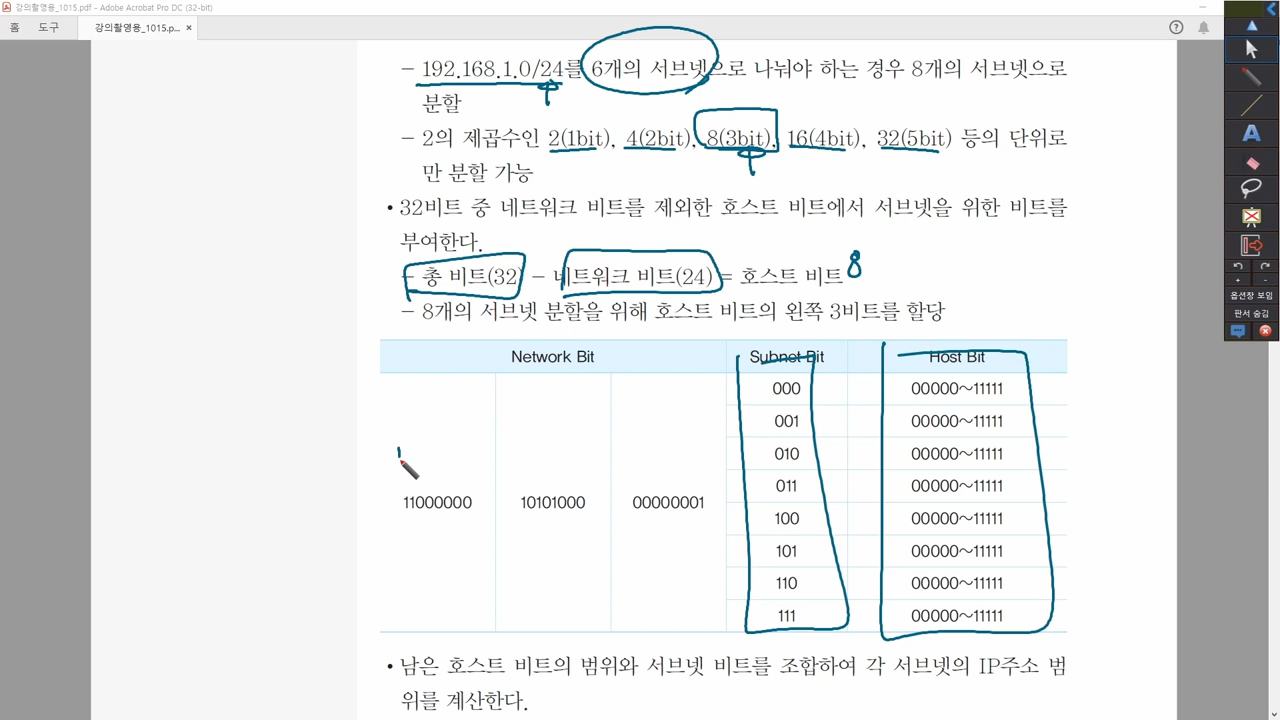 강의촬영용_1015.pdf - Adobe Acrobat Pro DC (32-bit)
홈 도구 강의촬영용_1015.p... ×
– 192.168.1.0/24를 6개의 서브넷으로 나눠야 하는 경우 8개의 서브넷으로
분할
– 2의 제곱수인 2(1bit), 4(2bit), 8(3bit), 16(4bit), 32(5bit) 등의 단위로
만 분할 가능
• 32비트 중 네트워크 비트를 제외한 호스트 비트에서 서브넷을 위한 비트를
부여한다.
– 총 비트(32) – 네트워크 비트(24) = 호스트 비트 8
– 8개의 서브넷 분할을 위해 호스트 비트의 왼쪽 3비트를 할당
Network Bit Subnet Bit Host Bit
000 00000~11111
001 00000~11111
010 00000~11111
011 00000~11111
11000000 10101000 00000001
100 00000~11111
101 00000~11111
110 00000~11111
111 00000~11111
• 남은 호스트 비트의 범위와 서브넷 비트를 조합하여 각 서브넷의 IP주소 범
위를 계산한다.
옵션장 보임
판서 숨김